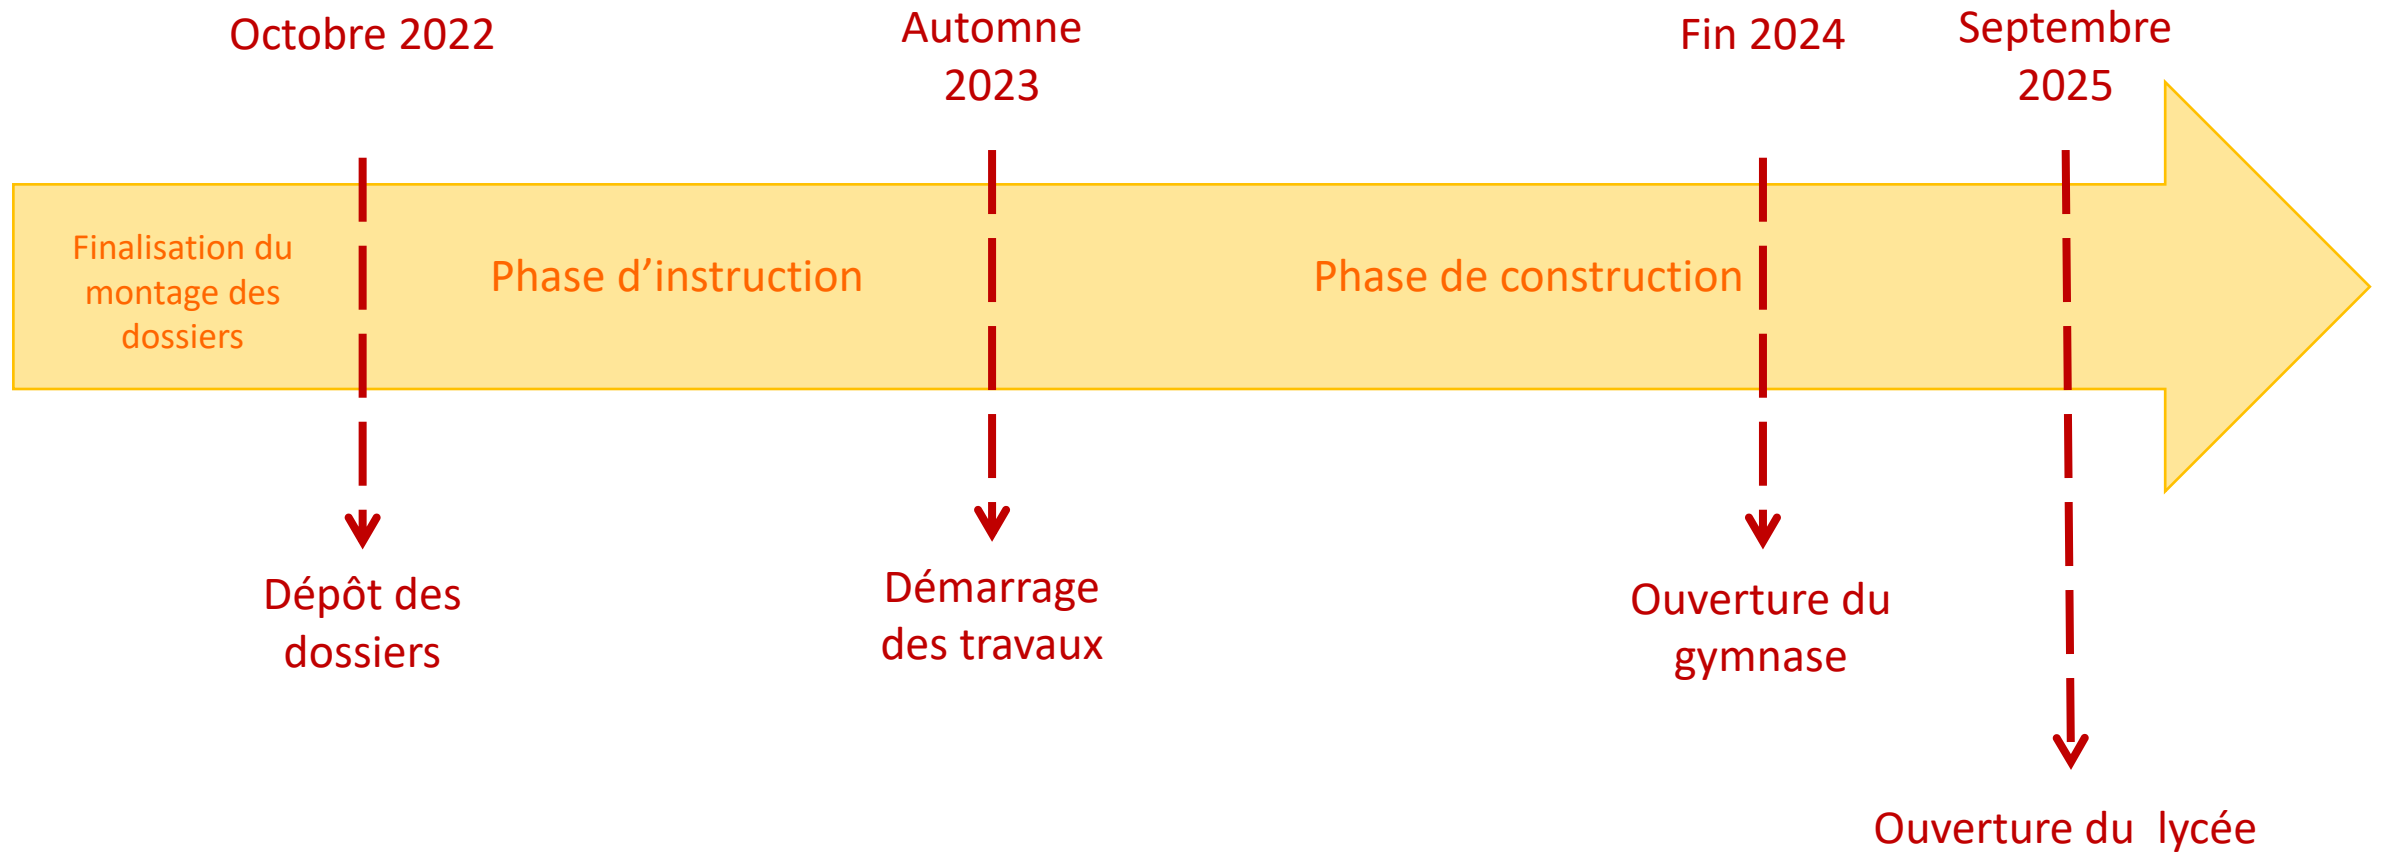 Octobre 2022
Automne
2023
Fin 2024
Septembre
2025
Finalisation du
montage des
dossiers
Phase d’instruction
Phase de construction
Dépôt des
dossiers
Démarrage
des travaux
Ouverture du
gymnase
Ouverture du  lycée